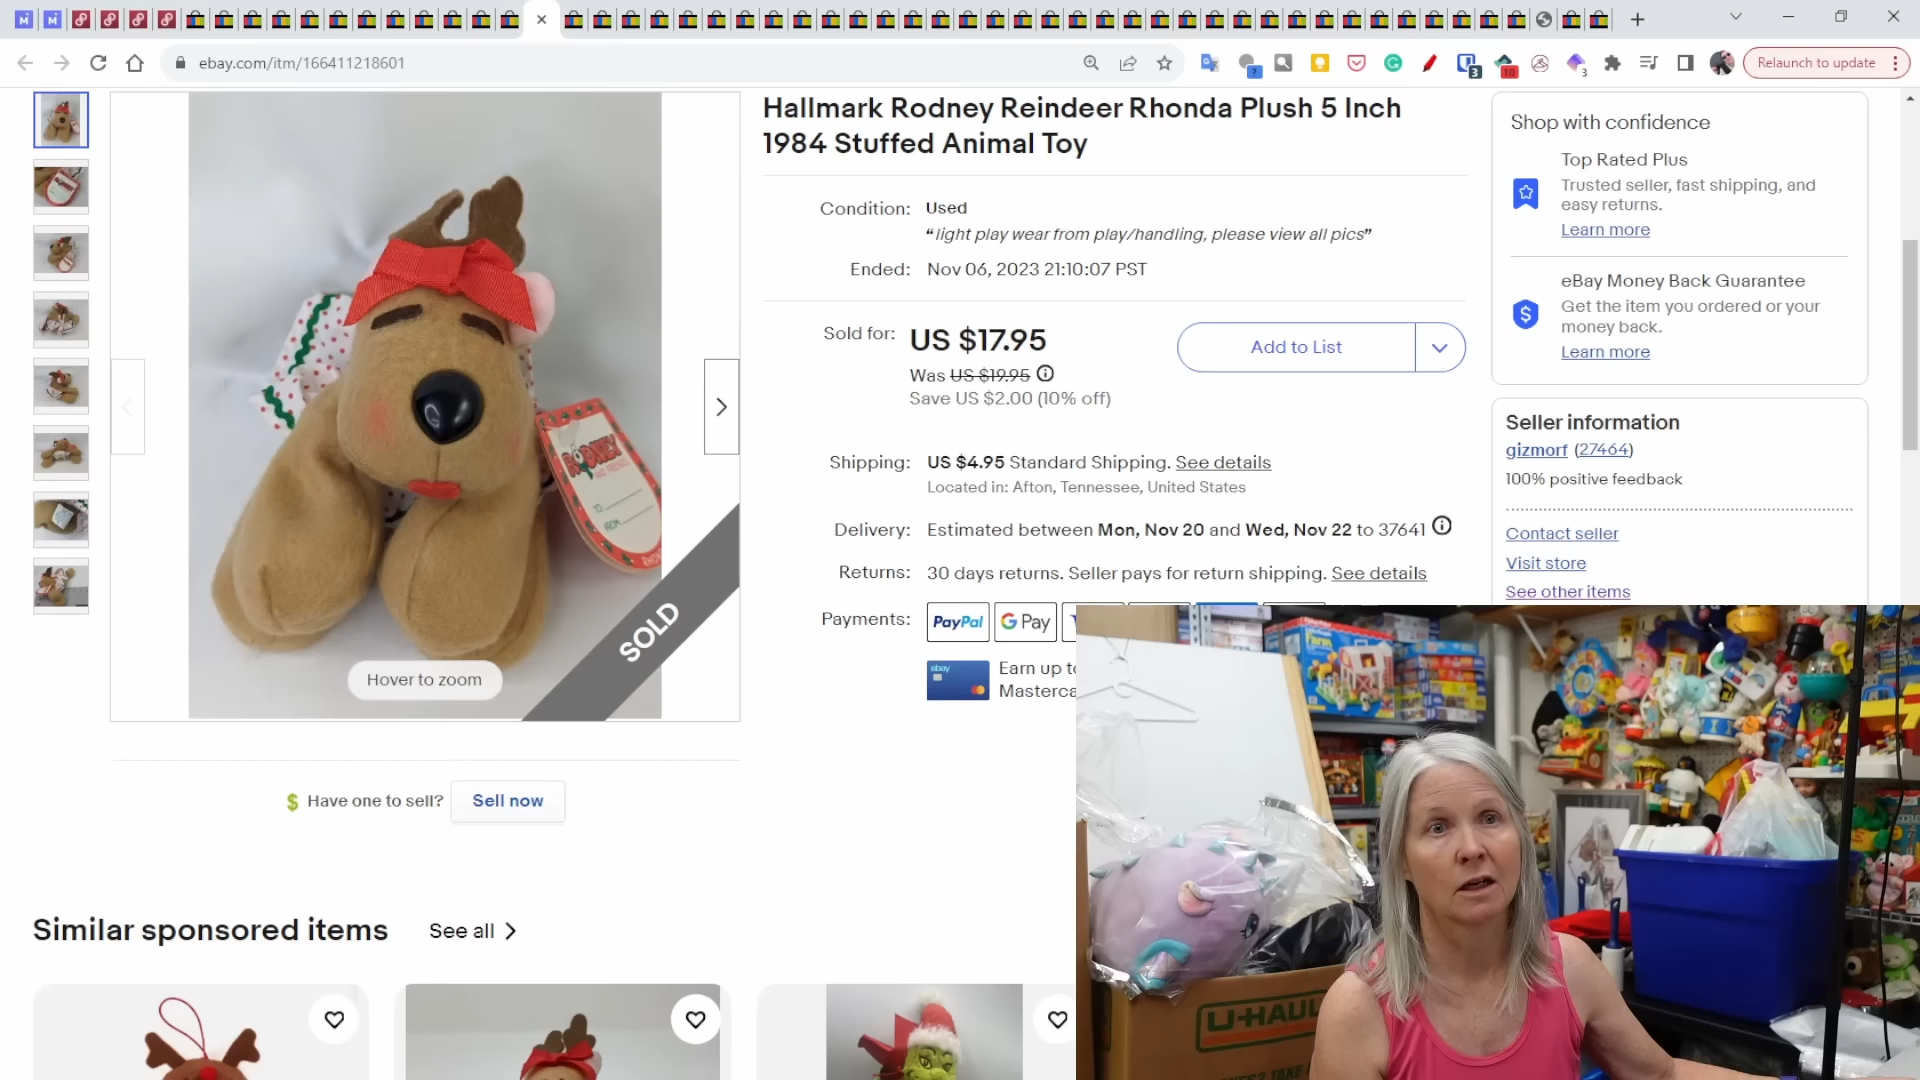 ebay.com/itm/166411218601
Relaunch to update
Hallmark Rodney Reindeer Rhonda Plush 5 Inch
1984 Stuffed Animal Toy
Condition: Used
“light play wear from play/handling, please view all pics”
Ended: Nov 06, 2023 21:10:07 PST
Sold for: US $17.95
Was US $19.95
Save US $2.00 (10% off)
Add to List
Shipping: US $4.95 Standard Shipping. See details
Located in: Afton, Tennessee, United States
Delivery: Estimated between Mon, Nov 20 and Wed, Nov 22 to 37641
Returns: 30 days returns. Seller pays for return shipping. See details
Payments: PayPal G Pay
ebay
Earn up to
Masterca
Shop with confidence
Top Rated Plus
Trusted seller, fast shipping, and
easy returns.
Learn more
eBay Money Back Guarantee
Get the item you ordered or your
money back.
Learn more
Seller information
gizmorf (27464)
100% positive feedback
Contact seller
Visit store
See other items
RODNEY
TO
FROM
SOLD
Hover to zoom
Have one to sell? Sell now
Similar sponsored items See all
U-HAUL